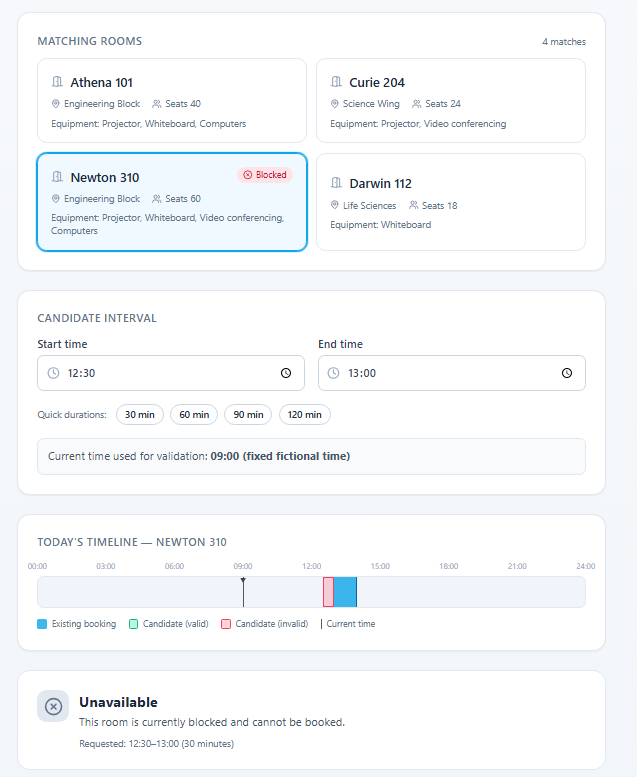 MATCHING ROOMS
4 matches
Athena 101
Engineering Block
Seats 40
Equipment: Projector, Whiteboard, Computers
Curie 204
Science Wing
Seats 24
Equipment: Projector, Video conferencing
Newton 310
Blocked
Engineering Block
Seats 60
Equipment: Projector, Whiteboard, Video conferencing,
Computers
Darwin 112
Life Sciences
Seats 18
Equipment: Whiteboard
CANDIDATE INTERVAL
Start time
12:30
End time
13:00
Quick durations:
30 min
60 min
90 min
120 min
Current time used for validation: 09:00 (fixed fictional time)
TODAY'S TIMELINE — NEWTON 310
00:00
03:00
06:00
09:00
12:00
15:00
18:00
21:00
24:00
Existing booking
Candidate (valid)
Candidate (invalid)
Current time
Unavailable
This room is currently blocked and cannot be booked.
Requested: 12:30–13:00 (30 minutes)